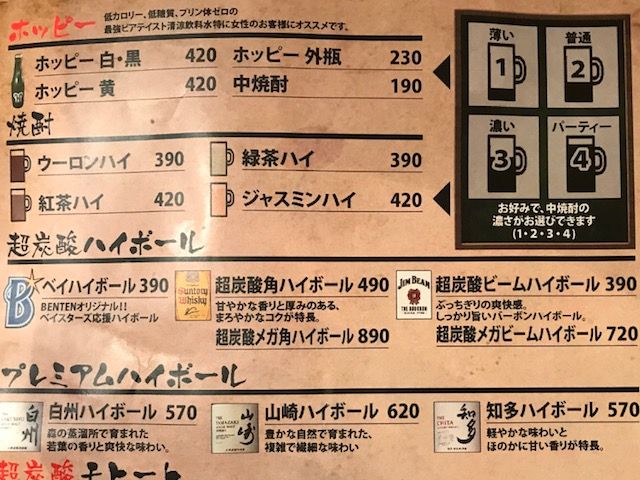 ホッピー
低カロリー、低糖質、プリン体ゼロの
最強ビアテイスト清涼飲料水特に女性のお客様にオススメです。
ホッピー 白・黒 420 ホッピー 外瓶 230
ホッピー 黄 420 中焼酎 190
薄い 普通
1 2
濃い パーティー
3 4
お好みで、中焼酎の
濃さがお選びできます
(1・2・3・4)
焼酎
ウーロンハイ 390 緑茶ハイ 390
紅茶ハイ 420 ジャスミンハイ 420
超炭酸ハイボール
B
ベイハイボール 390
BENTENオリジナル!!
ベイスターズ応援ハイボール
Suntory
Whisky
超炭酸角ハイボール 490
甘やかな香りと厚みのある、
まろやかなコクが特長。
超炭酸メガ角ハイボール 890
JIM BEAM
超炭酸ビームハイボール 390
ぶっちぎりの爽快感。
しっかり旨いバーボンハイボール。
超炭酸メガビームハイボール 720
プレミアムハイボール
白州
白州ハイボール 570
森の蒸溜所で育まれた
若葉の香りと爽快な味わい。
山崎
山崎ハイボール 620
豊かな自然で育まれた、
複雑で繊細な味わい
THE
CHITA
知多
知多ハイボール 570
軽やかな味わいと
ほのかに甘い香りが特長。
超炭酸